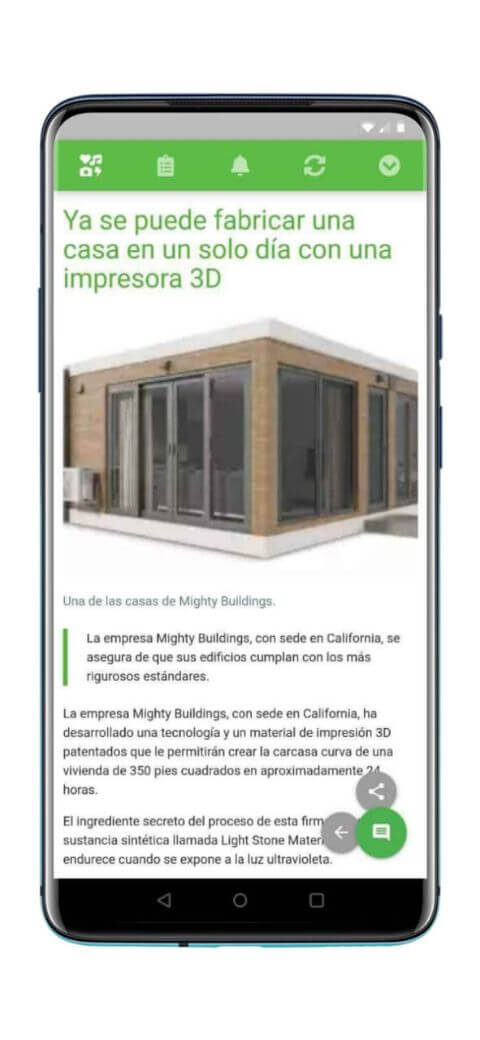 Ya se puede fabricar una
casa en un solo día con una
impresora 3D
Una de las casas de Mighty Buildings.
La empresa Mighty Buildings, con sede en California, se
asegura de que sus edificios cumplan con los más
rigurosos estándares.
La empresa Mighty Buildings, con sede en California, ha
desarrollado una tecnología y un material de impresión 3D
patentados que le permitirán crear la carcasa curva de una
vivienda de 350 pies cuadrados en aproximadamente 24
horas.
El ingrediente secreto del proceso de esta firma
sustancia sintética llamada Light Stone
endurece cuando se expone a la luz ultravioleta.